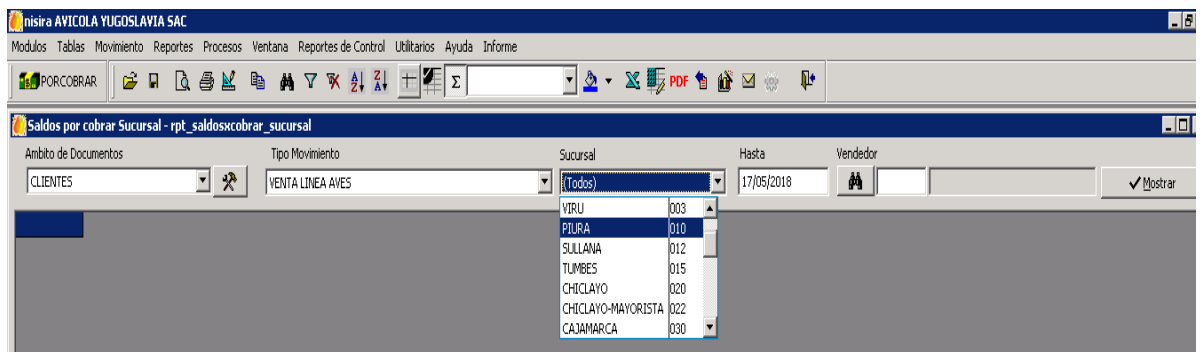 nisira AVICOLA YUGOSLAVIA SAC
Modulos Tablas Movimiento Reportes Procesos Ventana Reportes de Control Utilitarios Ayuda Informe
PORCOBRAR Σ PDF
Saldos por cobrar Sucursal - rpt_saldosxcobrar_sucursal
Ambito de Documentos Tipo Movimiento Sucursal Hasta Vendedor
CLIENTES VENTA LINEA AVES (Todos) 17/05/2018 Mostrar
VIRU 003
PIURA 010
SULLANA 012
TUMBES 015
CHICLAYO 020
CHICLAYO-MAYORISTA 022
CAJAMARCA 030